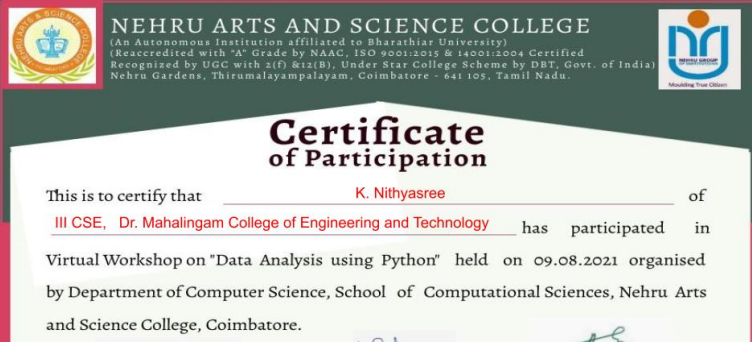 NEHRU ARTS AND SCIENCE COLLEGE
(An Autonomous Institution affiliated to Bharathiar University)
(Reaccredited with "A" Grade by NAAC, ISO 9001:2015 & 14001:2004 Certified
Recognized by UGC with 2(f) &12(B), Under Star College Scheme by DBT, Govt. of India)
Nehru Gardens, Thirumalayampalayam, Coimbatore - 641 105, Tamil Nadu.
NEHRU ARTS & SCIENCE COLLEGE
COIMBATORE
NEHRU GROUP
OF INSTITUTIONS
Moulding True Citizen
Certificate
of Participation
This is to certify that K. Nithyasree of
III CSE, Dr. Mahalingam College of Engineering and Technology has participated in
Virtual Workshop on "Data Analysis using Python" held on 09.08.2021 organised
by Department of Computer Science, School of Computational Sciences, Nehru Arts
and Science College, Coimbatore.